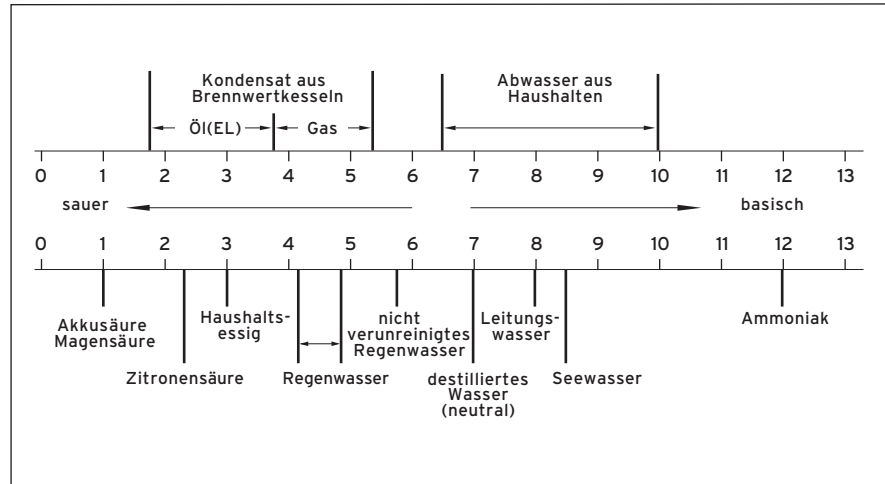 Kondensat aus
Brennwertkesseln
Abwasser aus
Haushalten
Öl(EL)
Gas
0 1 2 3 4 5 6 7 8 9 10 11 12 13
sauer
basisch
0 1 2 3 4 5 6 7 8 9 10 11 12 13
Akkusäure
Magensäure
Haushalts-
essig
nicht
verunreinigtes
Regenwasser
Leitungs-
wasser
Ammoniak
Zitronensäure
Regenwasser
destilliertes
Wasser
(neutral)
Seewasser